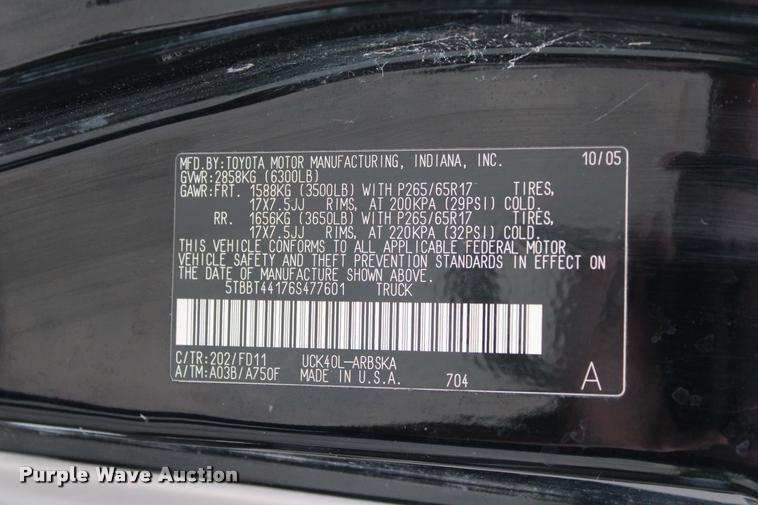 MFD.BY:TOYOTA MOTOR MANUFACTURING, INDIANA, INC. 10/05
GVWR:2858KG (6300LB)
GAWR:FRT. 1588KG (3500LB) WITH P265/65R17 TIRES,
17X7.5JJ RIMS, AT 200KPA (29PSI) COLD.
RR. 1656KG (3650LB) WITH P265/65R17 TIRES,
17X7.5JJ RIMS, AT 220KPA (32PSI) COLD.
THIS VEHICLE CONFORMS TO ALL APPLICABLE FEDERAL MOTOR
VEHICLE SAFETY AND THEFT PREVENTION STANDARDS IN EFFECT ON
THE DATE OF MANUFACTURE SHOWN ABOVE.
5TBBT44176S477601 TRUCK
C/TR:202/FD11 UCK40L-ARBSKA
A/TM:A03B/A750F MADE IN U.S.A. 704 A
Purple Wave Auction